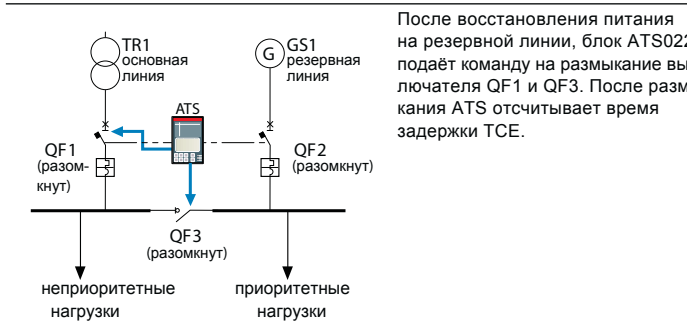 TR1
основная
линия
G
GS1
резервная
линия
ATS
QF1
(разом-
кнут)
QF2
(разомкнут)
QF3
(разомкнут)
неприоритетные
нагрузки
приоритетные
нагрузки
После восстановления питания
на резервной линии, блок ATS022
подаёт команду на размыкание вы
лючателя QF1 и QF3. После разм
кания ATS отсчитывает время
задержки TCE.